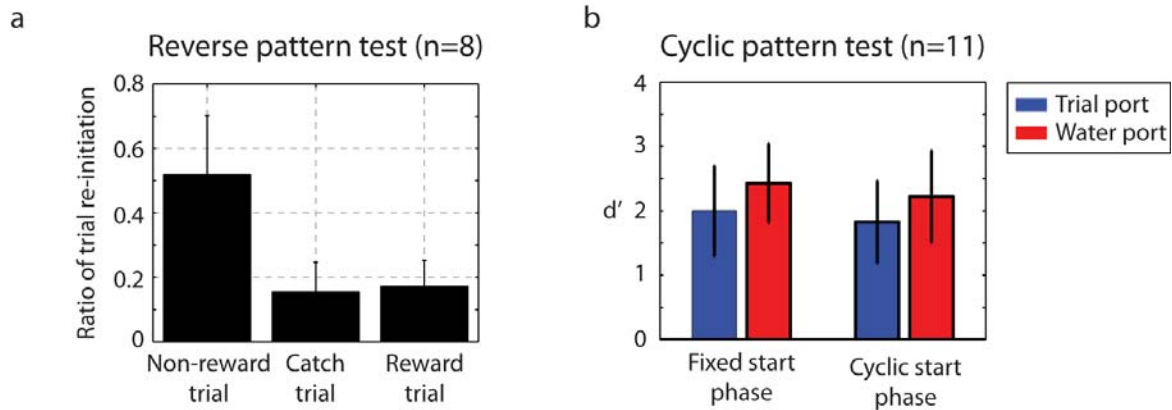 a
Reverse pattern test (n=8)
Ratio of trial re-initiation
0.8
0.6
0.4
0.2
0
Non-reward
trial
Catch
trial
Reward
trial
b
Cyclic pattern test (n=11)
d'
4
3
2
1
0
Fixed start
phase
Cyclic start
phase
Trial port
Water port